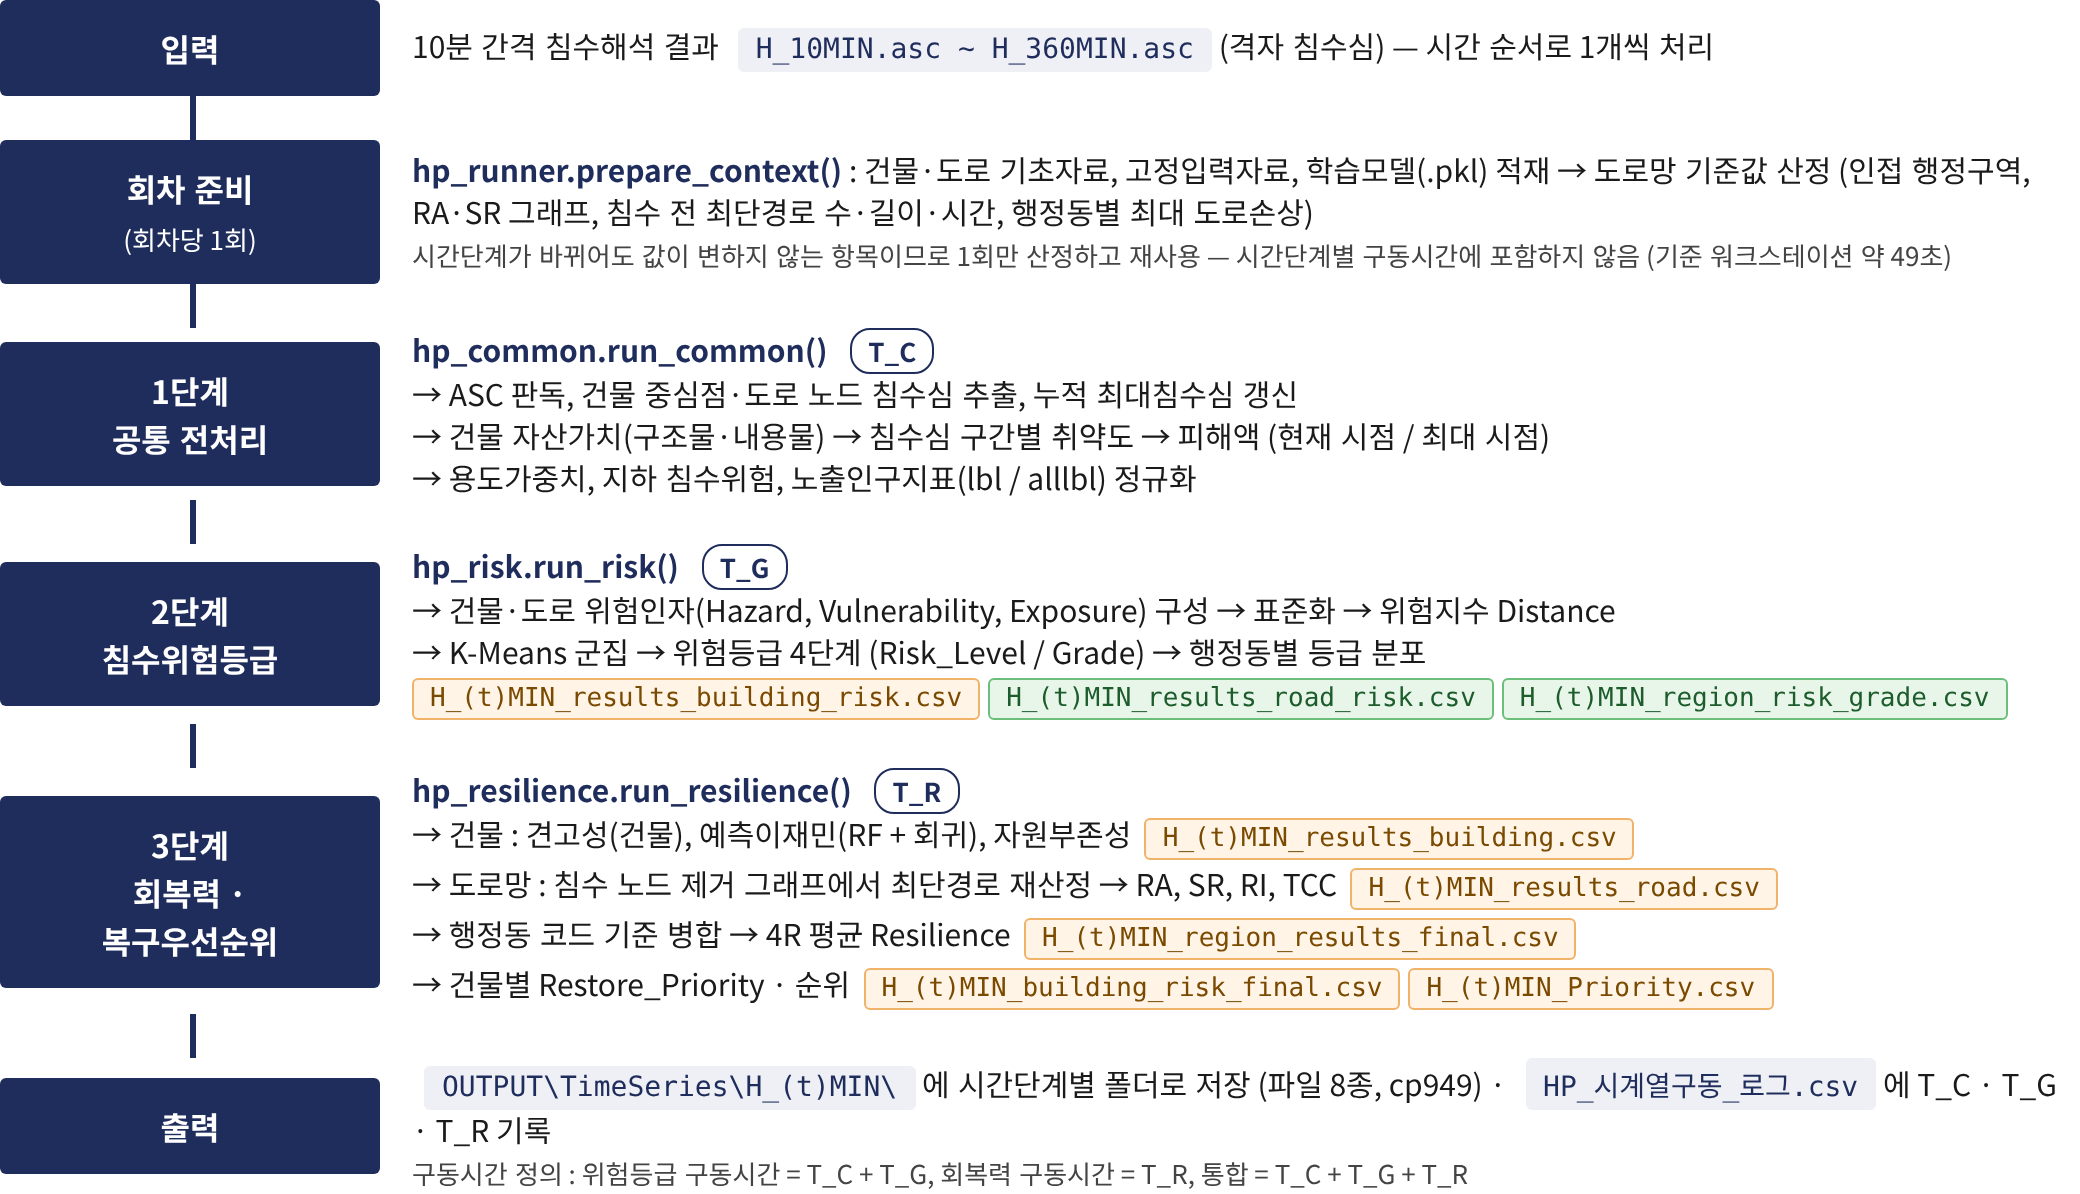 입력
10분 간격 침수해석 결과 H_10MIN.asc ~ H_360MIN.asc (격자 침수심) — 시간 순서로 1개씩 처리
회차 준비
(회차당 1회)
hp_runner.prepare_context() : 건물·도로 기초자료, 고정입력자료, 학습모델(.pkl) 적재 → 도로망 기준값 산정 (인접 행정구역,
RA·SR 그래프, 침수 전 최단경로 수·길이·시간, 행정동별 최대 도로손상)
시간단계가 바뀌어도 값이 변하지 않는 항목이므로 1회만 산정하고 재사용 — 시간단계별 구동시간에 포함하지 않음 (기준 워크스테이션 약 49초)
1단계
공통 전처리
hp_common.run_common() T_C
→ ASC 판독, 건물 중심점·도로 노드 침수심 추출, 누적 최대침수심 갱신
→ 건물 자산가치(구조물·내용물) → 침수심 구간별 취약도 → 피해액 (현재 시점 / 최대 시점)
→ 용도가중치, 지하 침수위험, 노출인구지표(lbl / alllbl) 정규화
2단계
침수위험등급
hp_risk.run_risk() T_G
→ 건물·도로 위험인자(Hazard, Vulnerability, Exposure) 구성 → 표준화 → 위험지수 Distance
→ K-Means 군집 → 위험등급 4단계 (Risk_Level / Grade) → 행정동별 등급 분포
H_(t)MIN_results_building_risk.csv H_(t)MIN_results_road_risk.csv H_(t)MIN_region_risk_grade.csv
3단계
회복력 ·
복구우선순위
hp_resilience.run_resilience() T_R
→ 건물 : 견고성(건물), 예측이재민(RF + 회귀), 자원부존성 H_(t)MIN_results_building.csv
→ 도로망 : 침수 노드 제거 그래프에서 최단경로 재산정 → RA, SR, RI, TCC H_(t)MIN_results_road.csv
→ 행정동 코드 기준 병합 → 4R 평균 Resilience H_(t)MIN_region_results_final.csv
→ 건물별 Restore_Priority · 순위 H_(t)MIN_building_risk_final.csv H_(t)MIN_Priority.csv
출력
OUTPUT\TimeSeries\H_(t)MIN\ 에 시간단계별 폴더로 저장 (파일 8종, cp949) · HP_시계열구동_로그.csv 에 T_C · T_G
· T_R 기록
구동시간 정의 : 위험등급 구동시간 = T_C + T_G, 회복력 구동시간 = T_R, 통합 = T_C + T_G + T_R